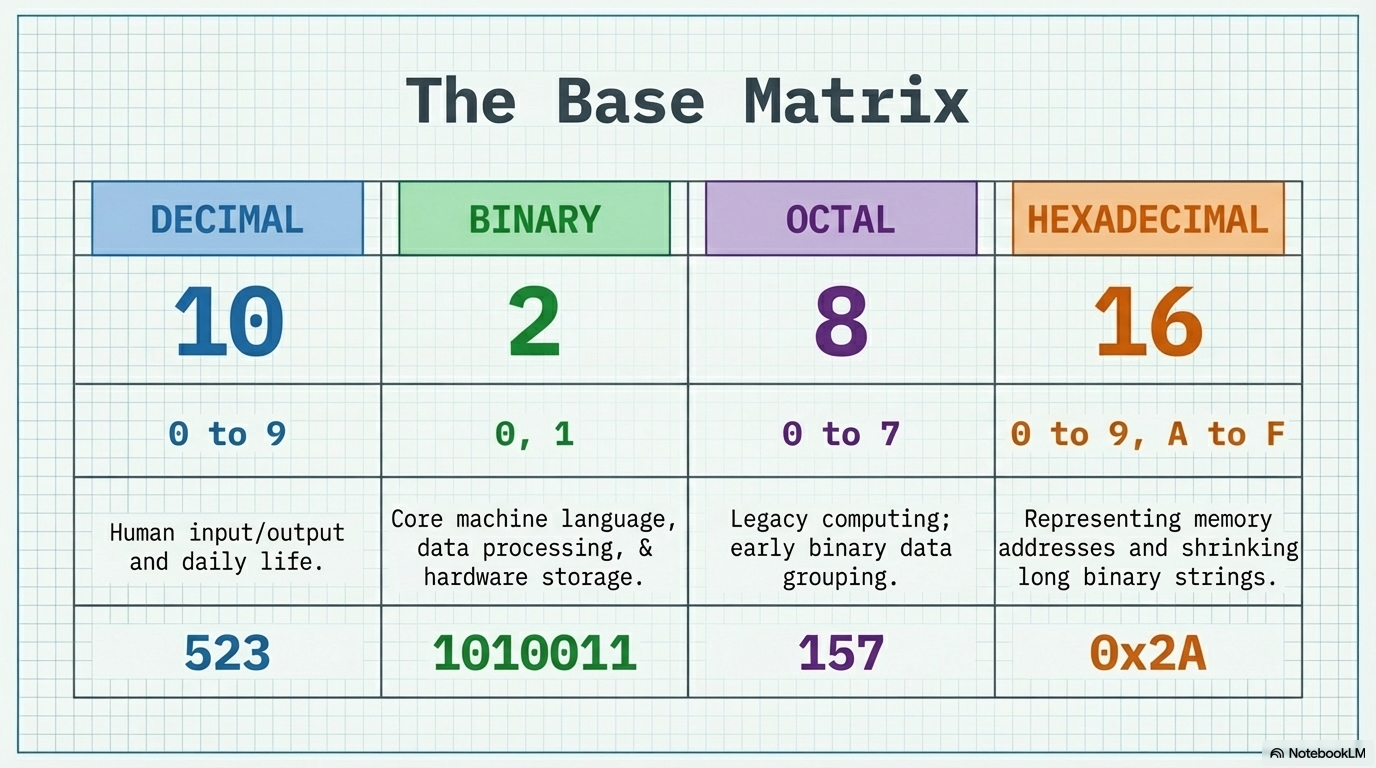 The Base Matrix
DECIMAL
BINARY
OCTAL
HEXADECIMAL
10
2
8
16
0 to 9
0, 1
0 to 7
0 to 9, A to F
Human input/output
and daily life.
Core machine language,
data processing, &
hardware storage.
Legacy computing;
early binary data
grouping.
Representing memory
addresses and shrinking
long binary strings.
523
1010011
157
0x2A
NotebookLM